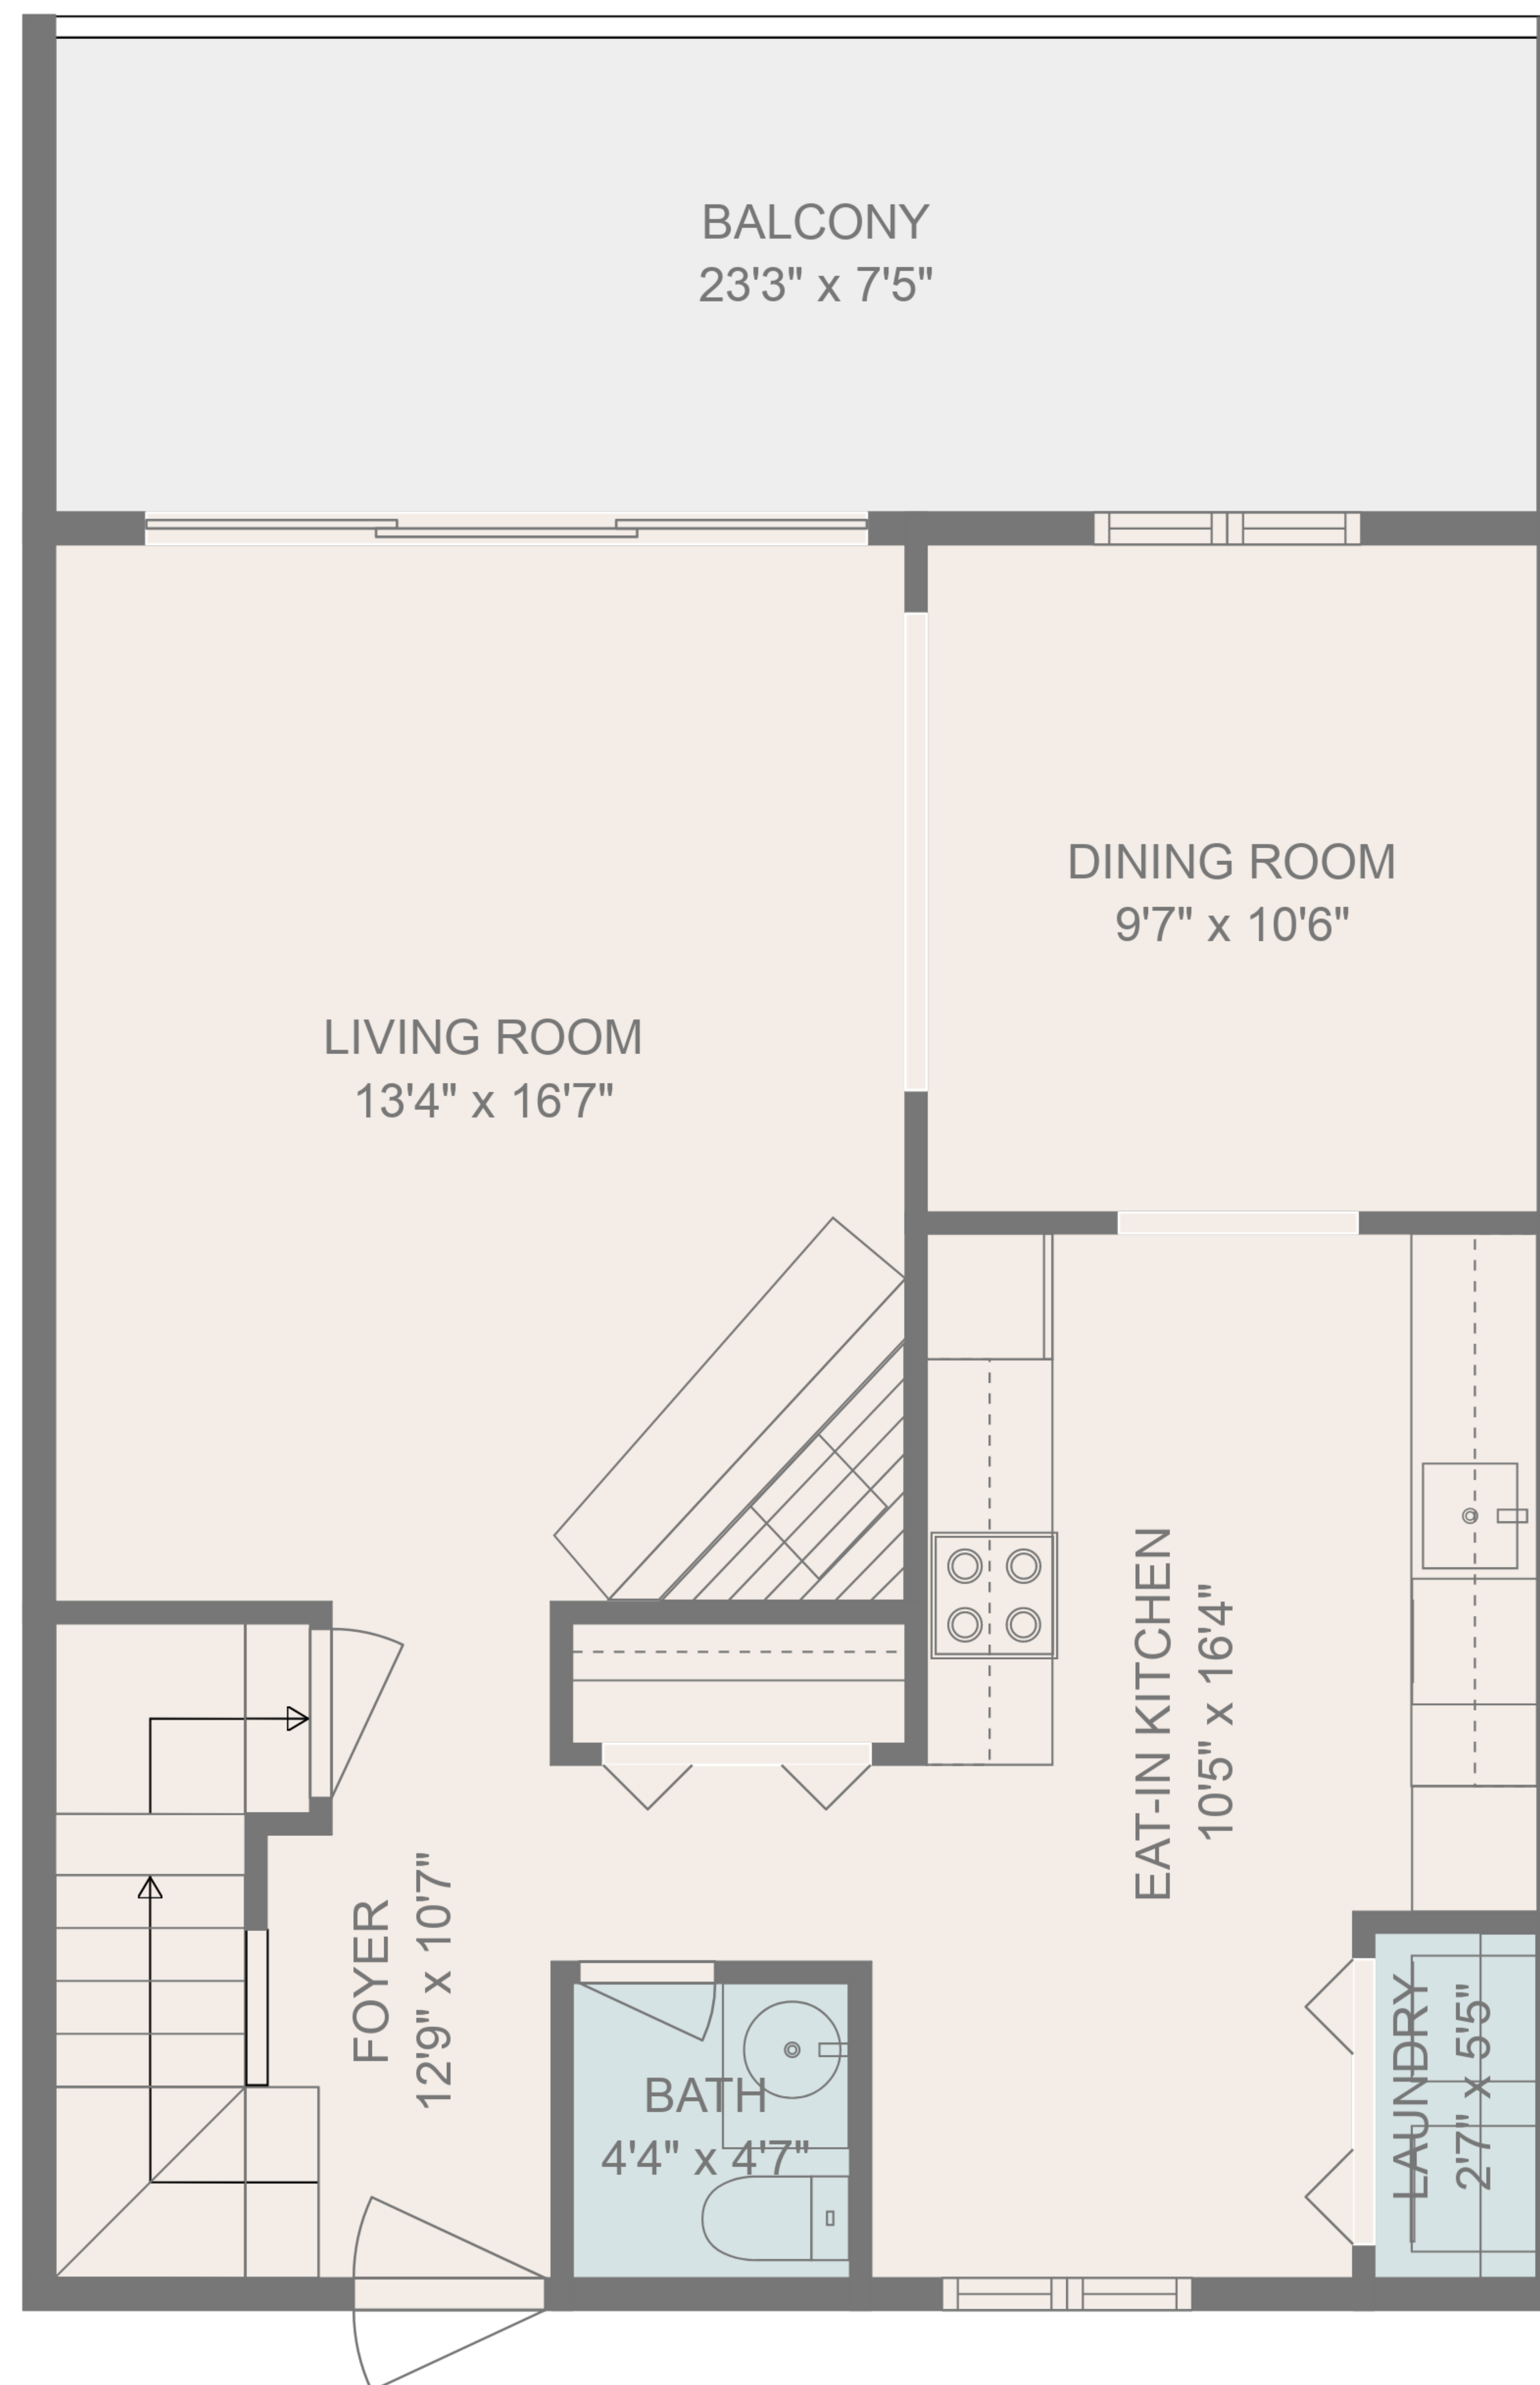 BALCONY
23'3" x 7'5"
DINING ROOM
9'7" x 10'6"
LIVING ROOM
13'4" x 16'7"
EAT-IN KITCHEN
10'5" x 16'4"
FOYER
12'9" x 10'7"
BATH
4'4" x 4'7"
LAUNDRY
2'7" x 5'5"